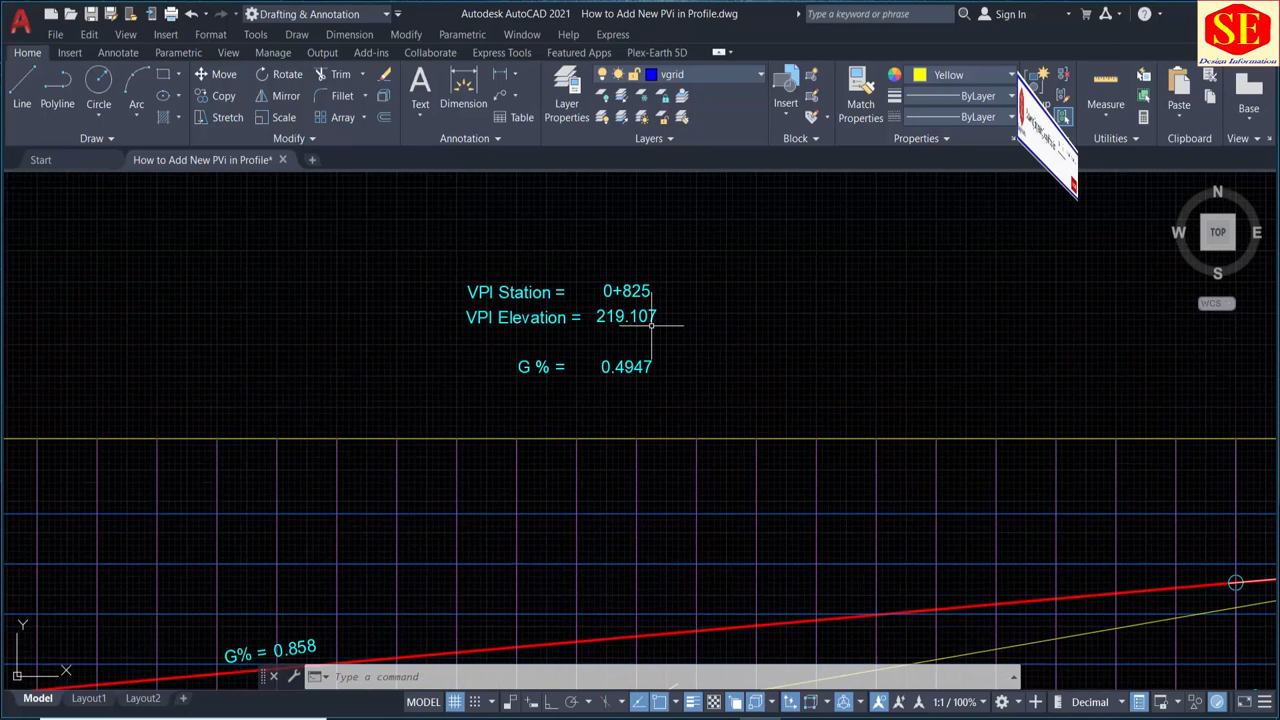 Drafting & Annotation
Autodesk AutoCAD 2021 How to Add New PVi in Profile.dwg
Type a keyword or phrase
Sign In
SE
Design Information
File Edit View Insert Format Tools Draw Dimension Modify Parametric Window Express
Home Insert Annotate Parametric View Manage Output Add-ins Collaborate Express Tools Featured Apps Plex-Earth 5D
Line
Polyline
Circle
Arc
Move
Rotate
Trim
Copy
Mirror
Fillet
Stretch
Scale
Array
Text
Dimension
Table
Layer
Properties
vgrid
Insert
Match
Properties
Yellow
ByLayer
ByLayer
Measure
Paste
Base
Draw
Modify
Annotation
Layers
Block
Properties
Utilities
Clipboard
View
Start
How to Add New PVi in Profile*
N
W
TOP
E
S
WCS
VPI Station = 0+825
VPI Elevation = 219.107
G % = 0.4947
G% = 0.858
Y
X
Type a command
Model
Layout1
Layout2
MODEL
1:1 / 100%
Decimal